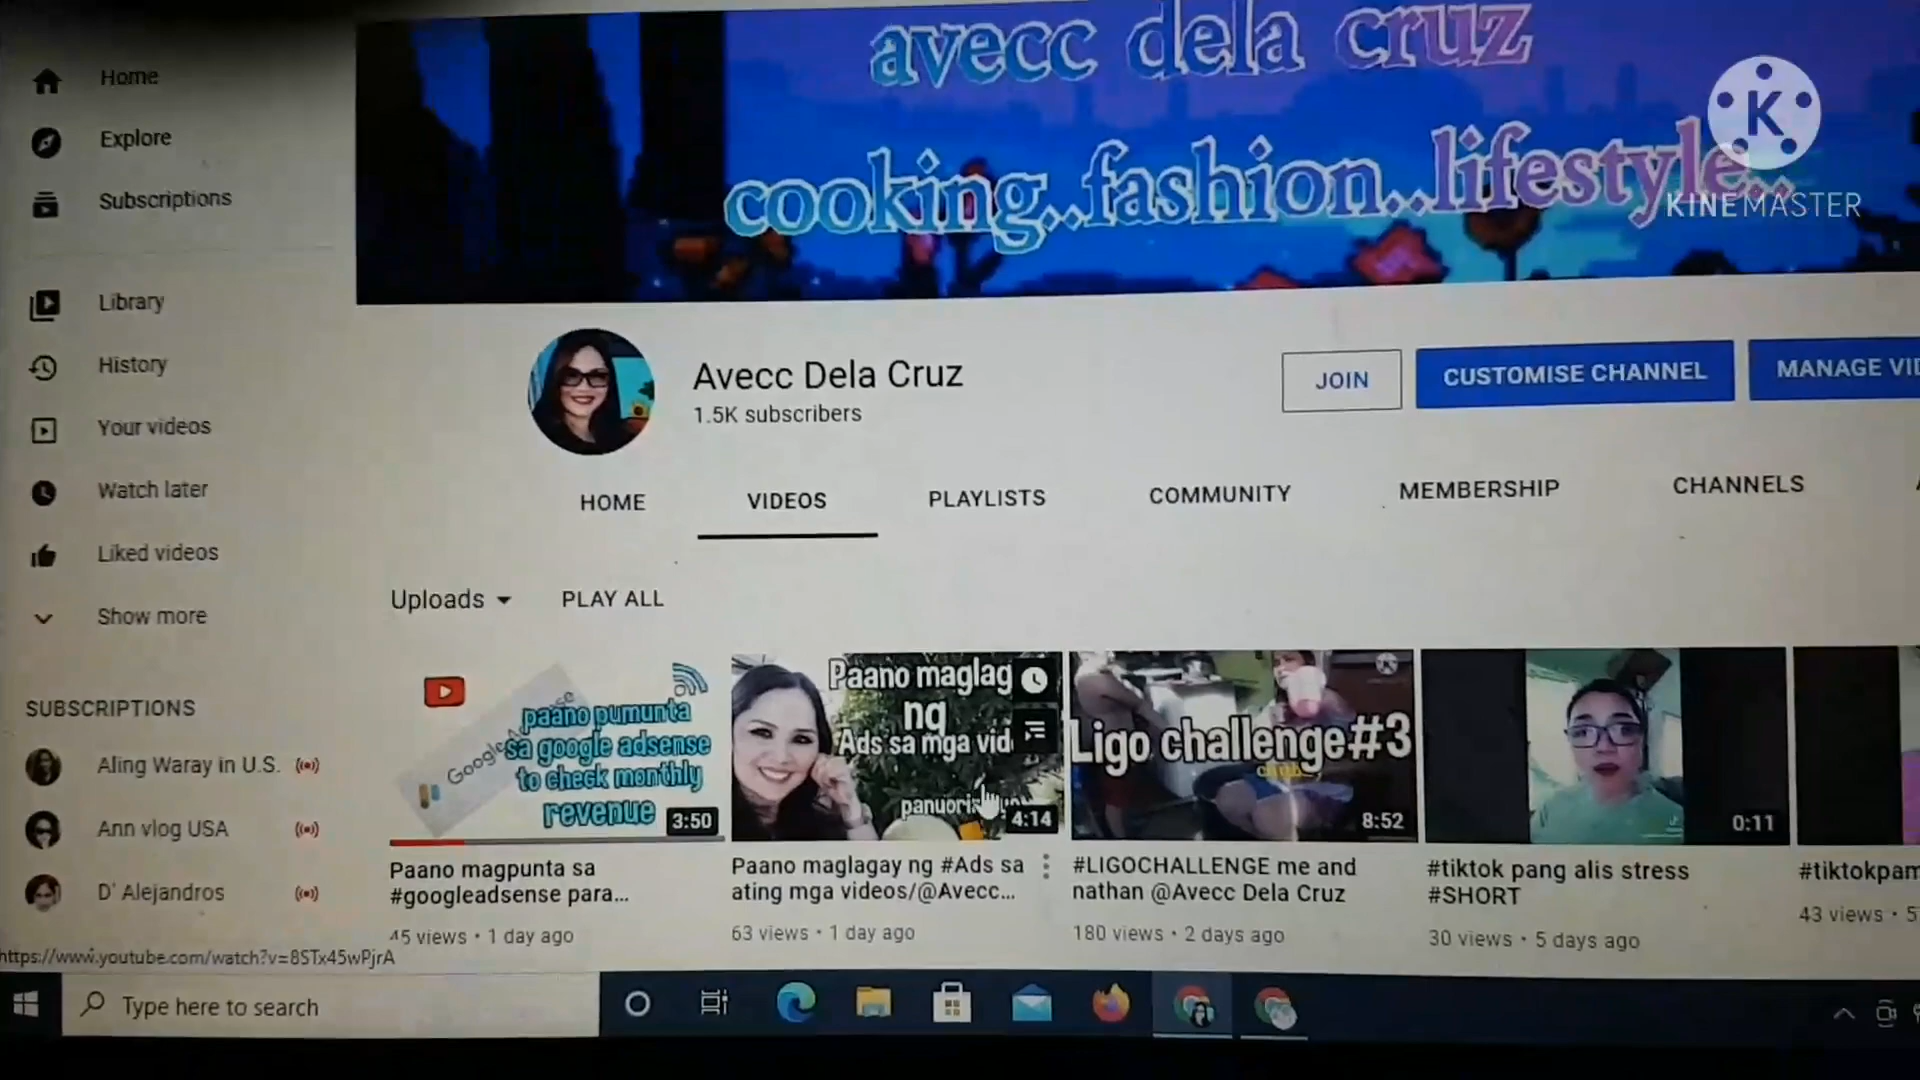 avecc dela cruz
cooking..fashion..lifestyle..
K
KINEMASTER
Home
Explore
Subscriptions
Library
History
Your videos
Watch later
Liked videos
Show more
SUBSCRIPTIONS
Aling Waray in U.S.
Ann vlog USA
D' Alejandros
Avecc Dela Cruz
1.5K subscribers
JOIN
CUSTOMISE CHANNEL
MANAGE VID
HOME
VIDEOS
PLAYLISTS
COMMUNITY
MEMBERSHIP
CHANNELS
Uploads
PLAY ALL
Google
paano pumunta
sa google adsense
to check monthly
revenue
3:50
Paano magpunta sa
#googleadsense para...
45 views • 1 day ago
Paano maglag
ng
Ads sa mga vid
4:14
Paano maglagay ng #Ads sa
ating mga videos/@Avecc...
63 views • 1 day ago
Ligo challenge#3
8:52
#LIGOCHALLENGE me and
nathan @Avecc Dela Cruz
180 views • 2 days ago
0:11
#tiktok pang alis stress
#SHORT
30 views • 5 days ago
#tiktokpam
43 views • 5
https://www.youtube.com/watch?v=8STx45wPjrA
Type here to search